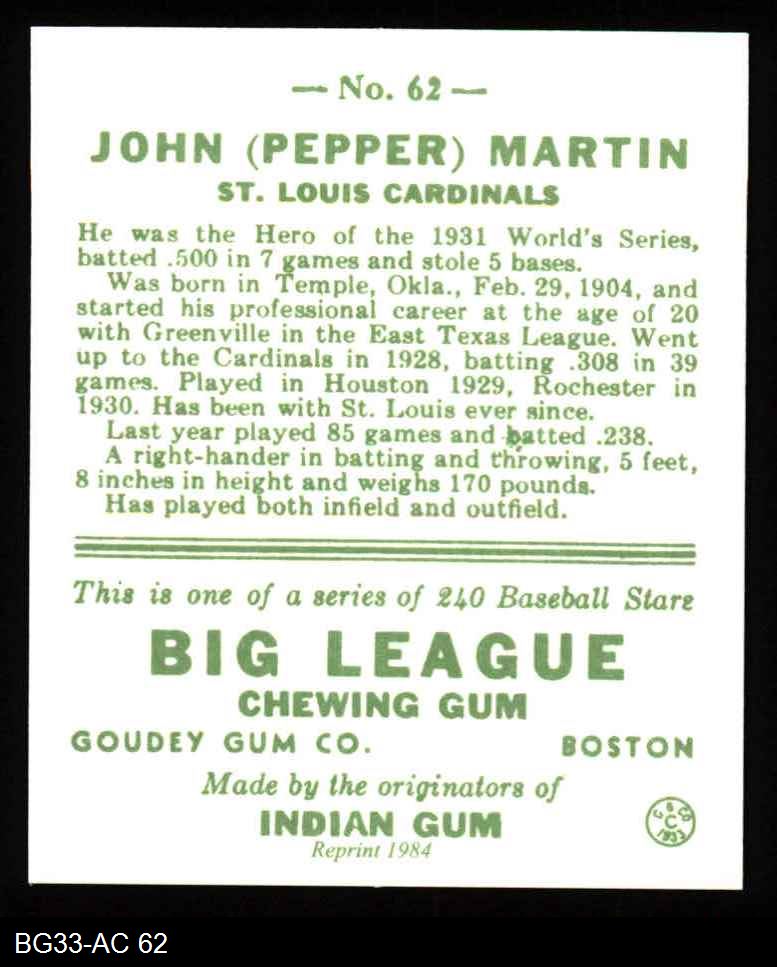 — No. 62 —
JOHN (PEPPER) MARTIN
ST. LOUIS CARDINALS
He was the Hero of the 1931 World's Series,
batted .500 in 7 games and stole 5 bases.
Was born in Temple, Okla., Feb. 29, 1904, and
started his professional career at the age of 20
with Greenville in the East Texas League. Went
up to the Cardinals in 1928, batting .308 in 39
games. Played in Houston 1929, Rochester in
1930. Has been with St. Louis ever since.
Last year played 85 games and batted .238.
A right-hander in batting and throwing, 5 feet,
8 inches in height and weighs 170 pounds.
Has played both infield and outfield.
This is one of a series of 240 Baseball Stars
BIG LEAGUE
CHEWING GUM
GOUDEY GUM CO. BOSTON
Made by the originators of
INDIAN GUM
G G CO
C
1933
Reprint 1984
BG33-AC 62